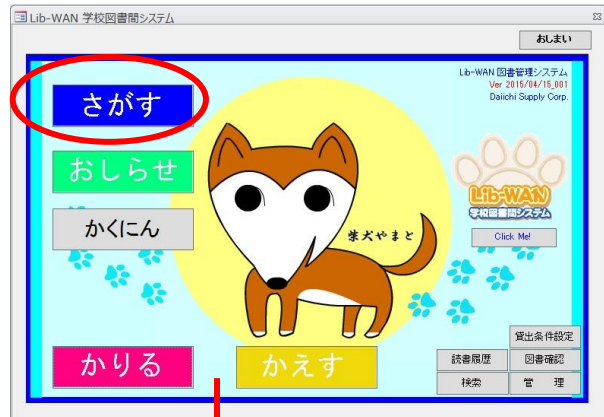 Lib-WAN 学校図書館システム
おしまい
Lib-WAN 図書管理システム
Ver 2015/04/15_001
Daiichi Supply Corp.
さがす
おしらせ
かくにん
柴犬やまと
Lib-WAN
学校図書館システム
Click Me!
貸出条件設定
かりる
かえす
読書履歴
図書確認
検索
管 理